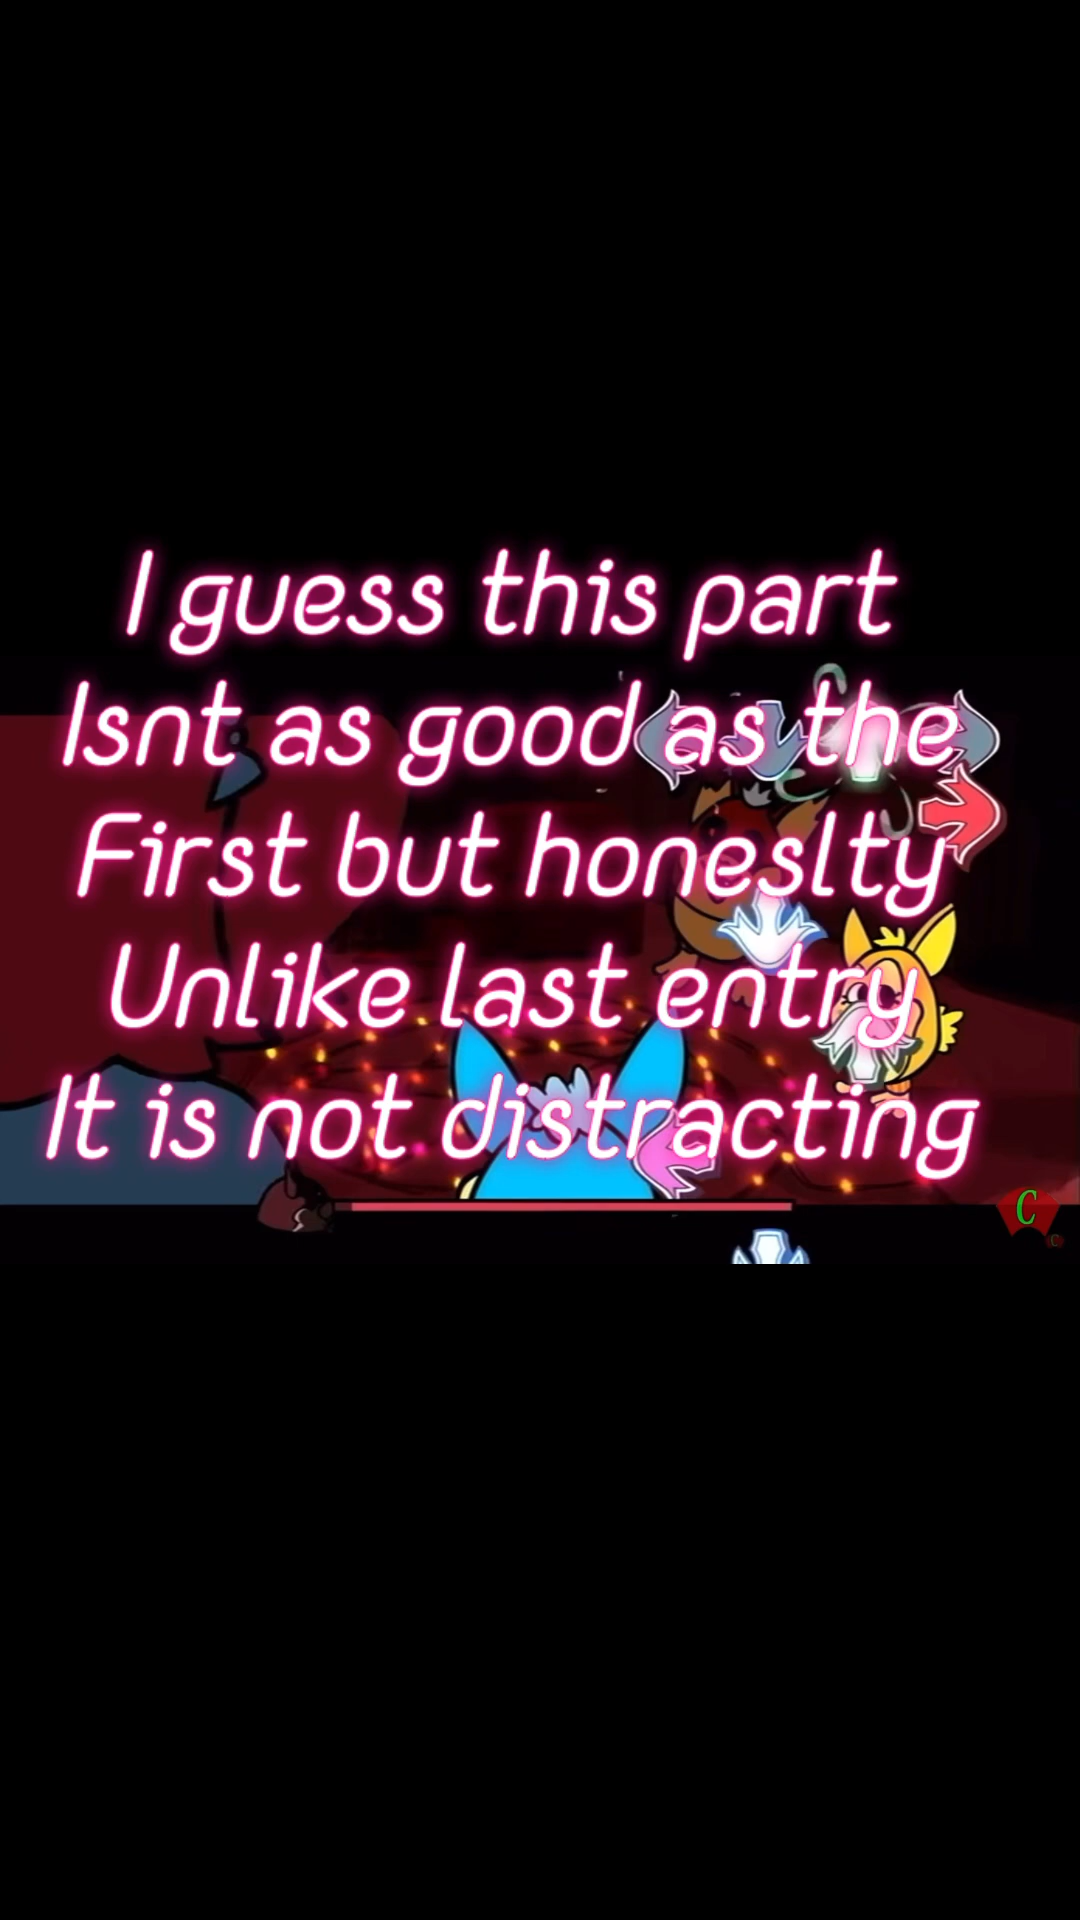 I guess this part
Isnt as good as the
First but honeslty
Unlike last entry
It is not distracting
C
C